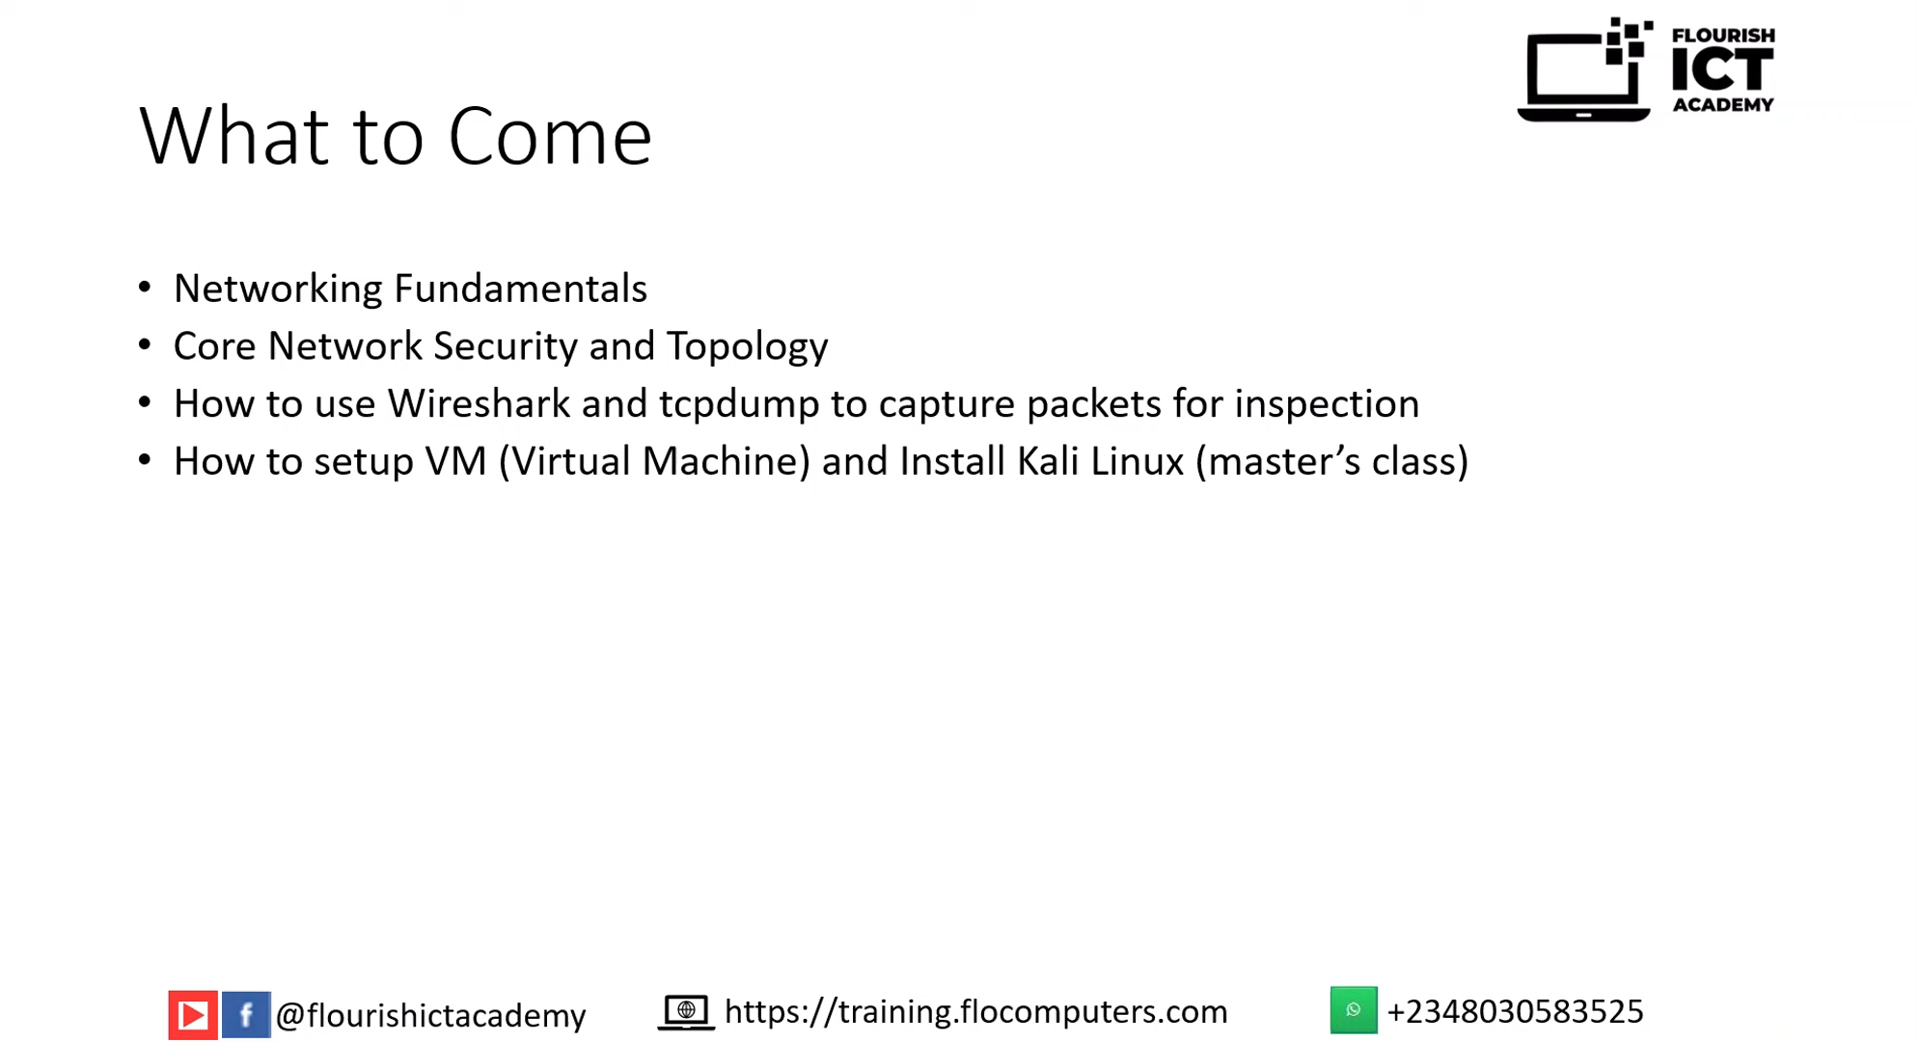 FLOURISH
ICT
ACADEMY
What to Come
• Networking Fundamentals
• Core Network Security and Topology
• How to use Wireshark and tcpdump to capture packets for inspection
• How to setup VM (Virtual Machine) and Install Kali Linux (master’s class)
f @flourishictacademy https://training.flocomputers.com +2348030583525